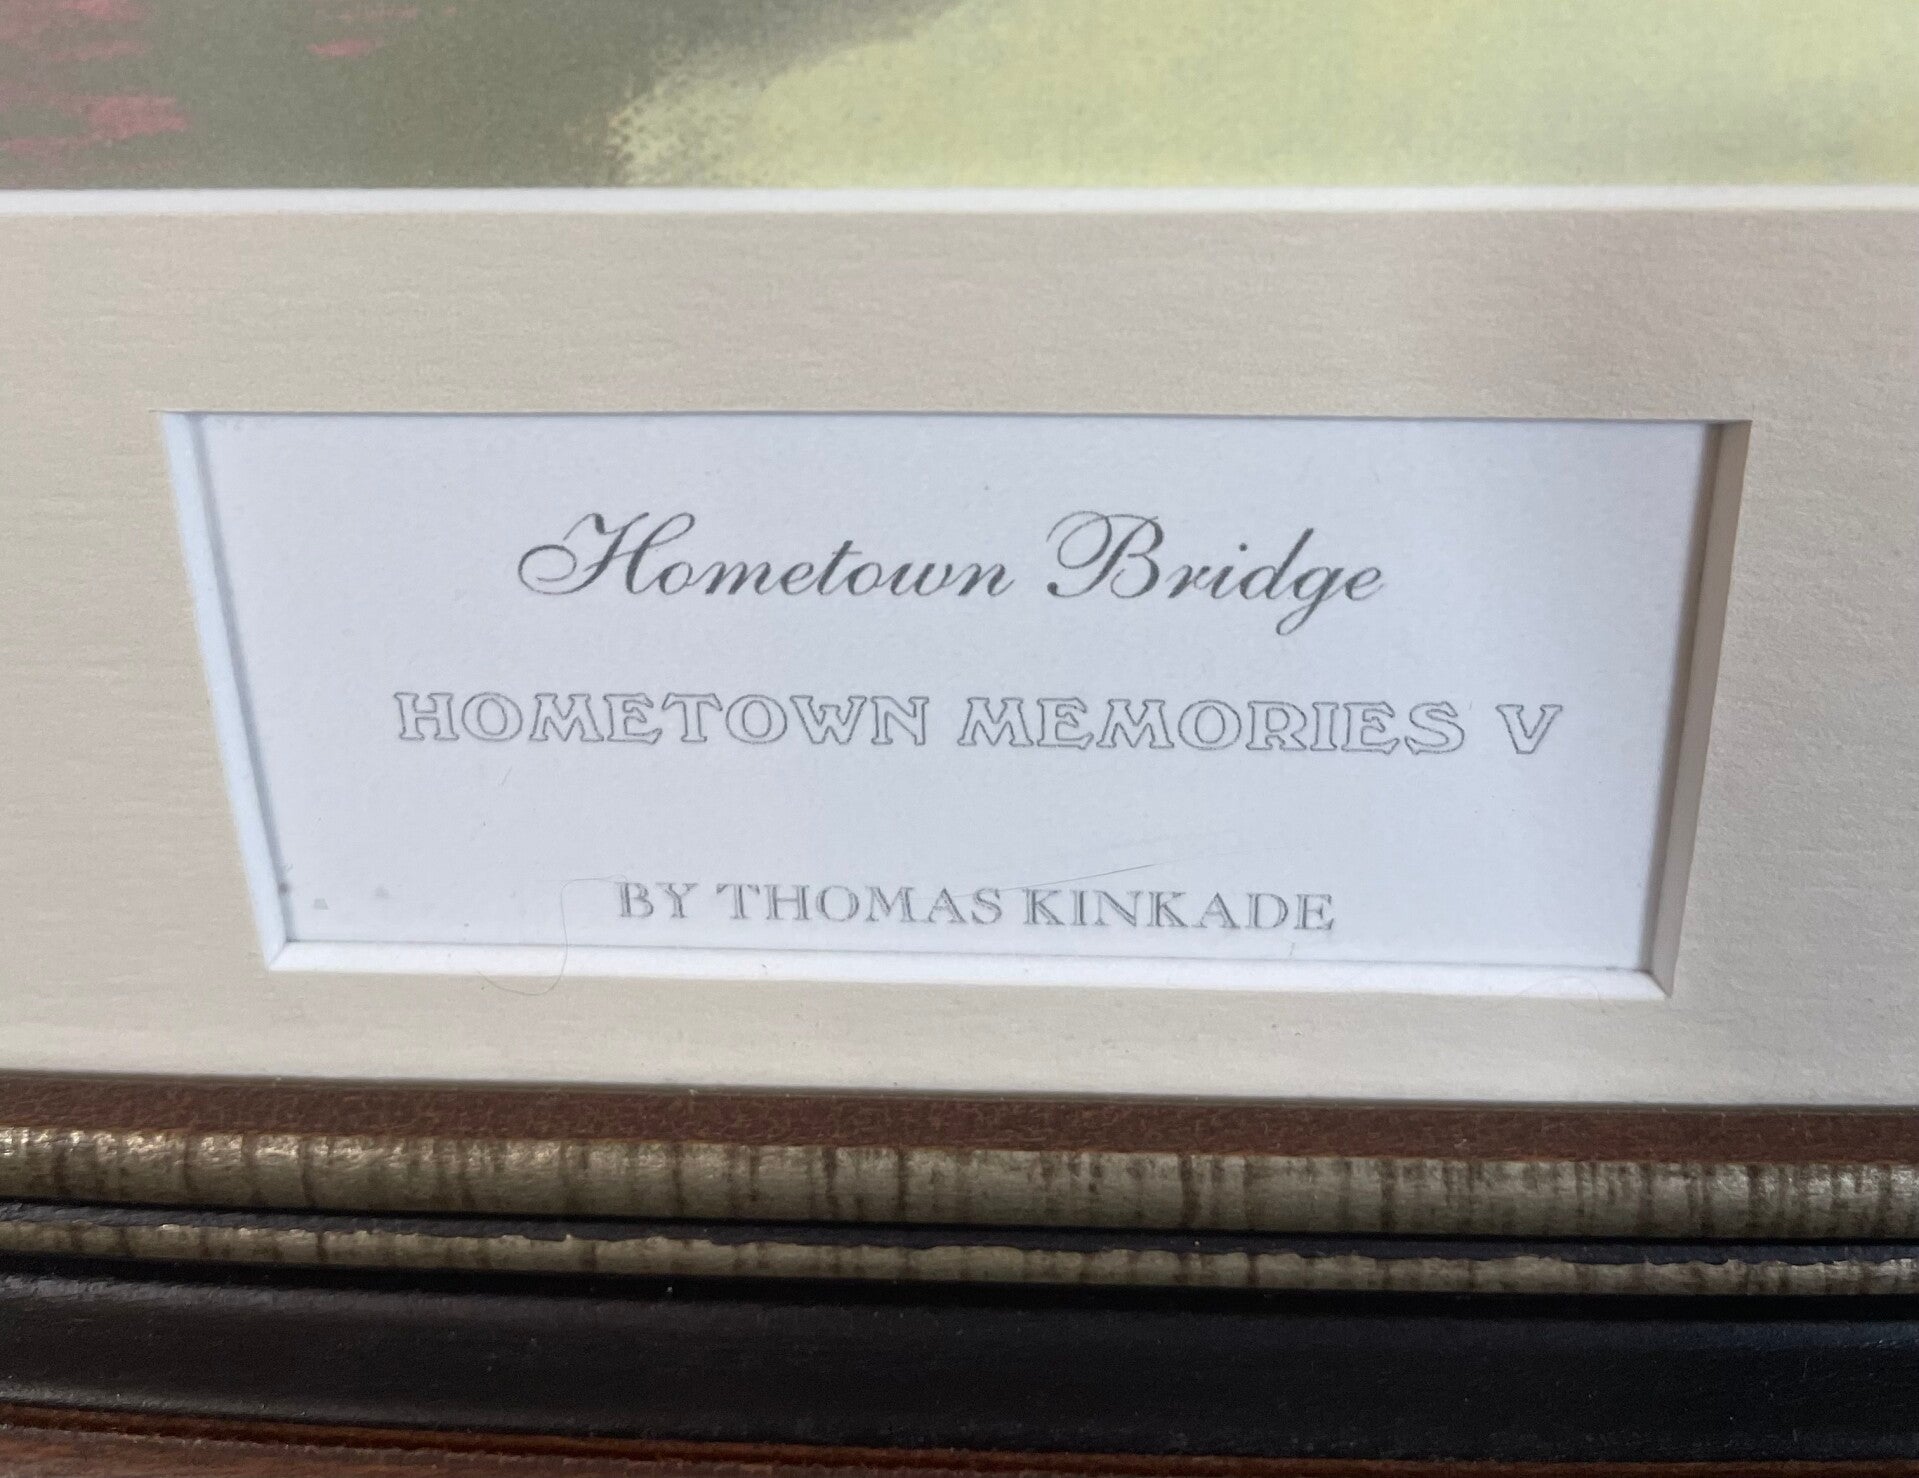 Hometown Bridge
HOMETOWN MEMORIES V
BY THOMAS KINKADE